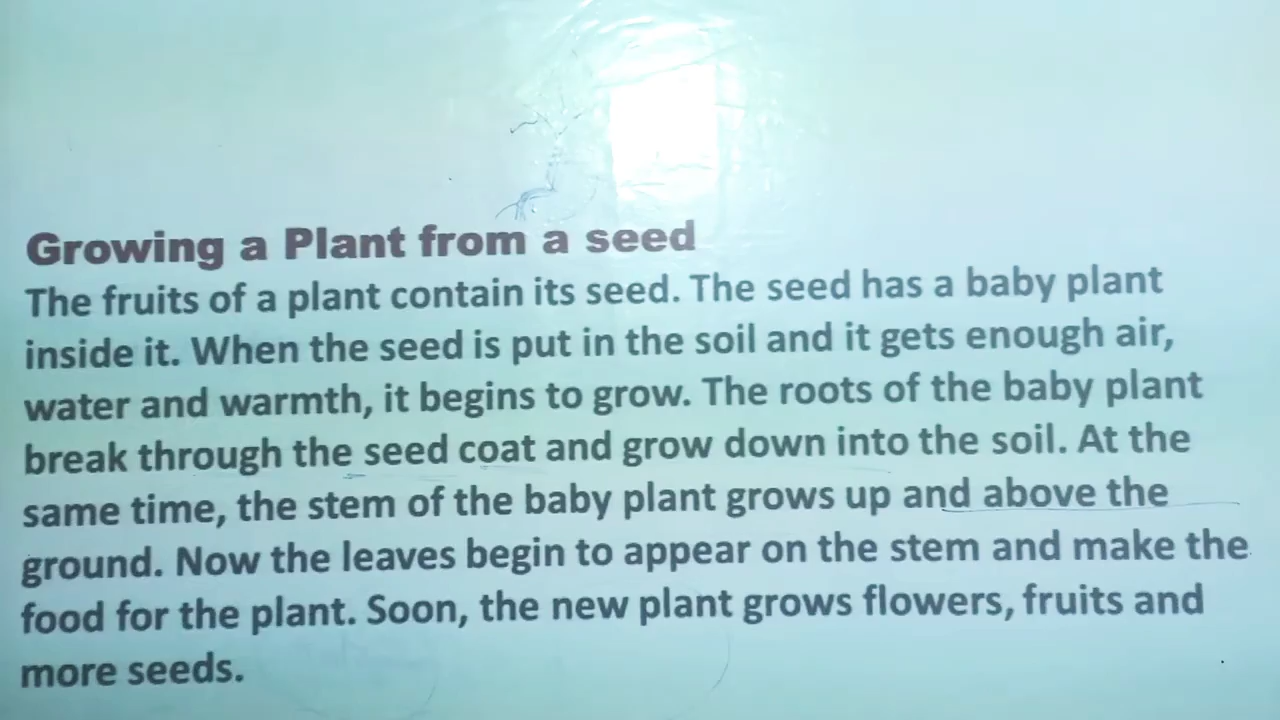 Growing a Plant from a seed
The fruits of a plant contain its seed. The seed has a baby plant
inside it. When the seed is put in the soil and it gets enough air,
water and warmth, it begins to grow. The roots of the baby plant
break through the seed coat and grow down into the soil. At the
same time, the stem of the baby plant grows up and above the
ground. Now the leaves begin to appear on the stem and make the
food for the plant. Soon, the new plant grows flowers, fruits and
more seeds.